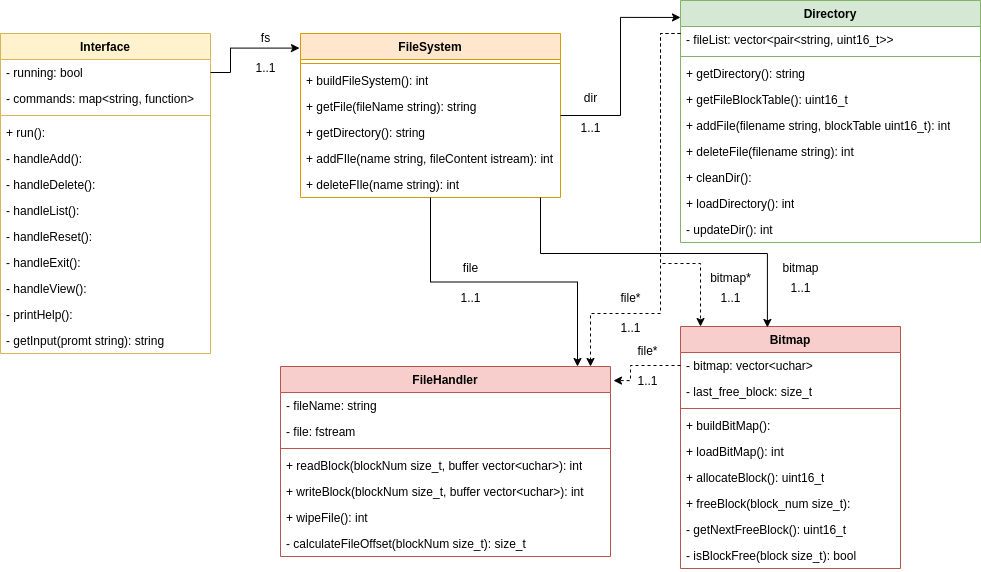 Interface
- running: bool
- commands: map<string, function>
+ run():
- handleAdd():
- handleDelete():
- handleList():
- handleReset():
- handleExit():
- handleView():
- printHelp():
- getInput(promt string): string
fs
1..1
FileSystem
+ buildFileSystem(): int
+ getFile(fileName string): string
+ getDirectory(): string
+ addFIle(name string, fileContent istream): int
+ deleteFIle(name string): int
dir
1..1
Directory
- fileList: vector<pair<string, uint16_t>>
+ getDirectory(): string
+ getFileBlockTable(): uint16_t
+ addFile(filename string, blockTable uint16_t): int
+ deleteFile(filename string): int
+ cleanDir():
+ loadDirectory(): int
- updateDir(): int
file
1..1
file*
1..1
bitmap*
1..1
bitmap
1..1
file*
1..1
FileHandler
- fileName: string
- file: fstream
+ readBlock(blockNum size_t, buffer vector<uchar>): int
+ writeBlock(blockNum size_t, buffer vector<uchar>): int
+ wipeFile(): int
- calculateFileOffset(blockNum size_t): size_t
Bitmap
- bitmap: vector<uchar>
- last_free_block: size_t
+ buildBitMap():
+ loadBitMap(): int
+ allocateBlock(): uint16_t
+ freeBlock(block_num size_t):
- getNextFreeBlock(): uint16_t
- isBlockFree(block size_t): bool